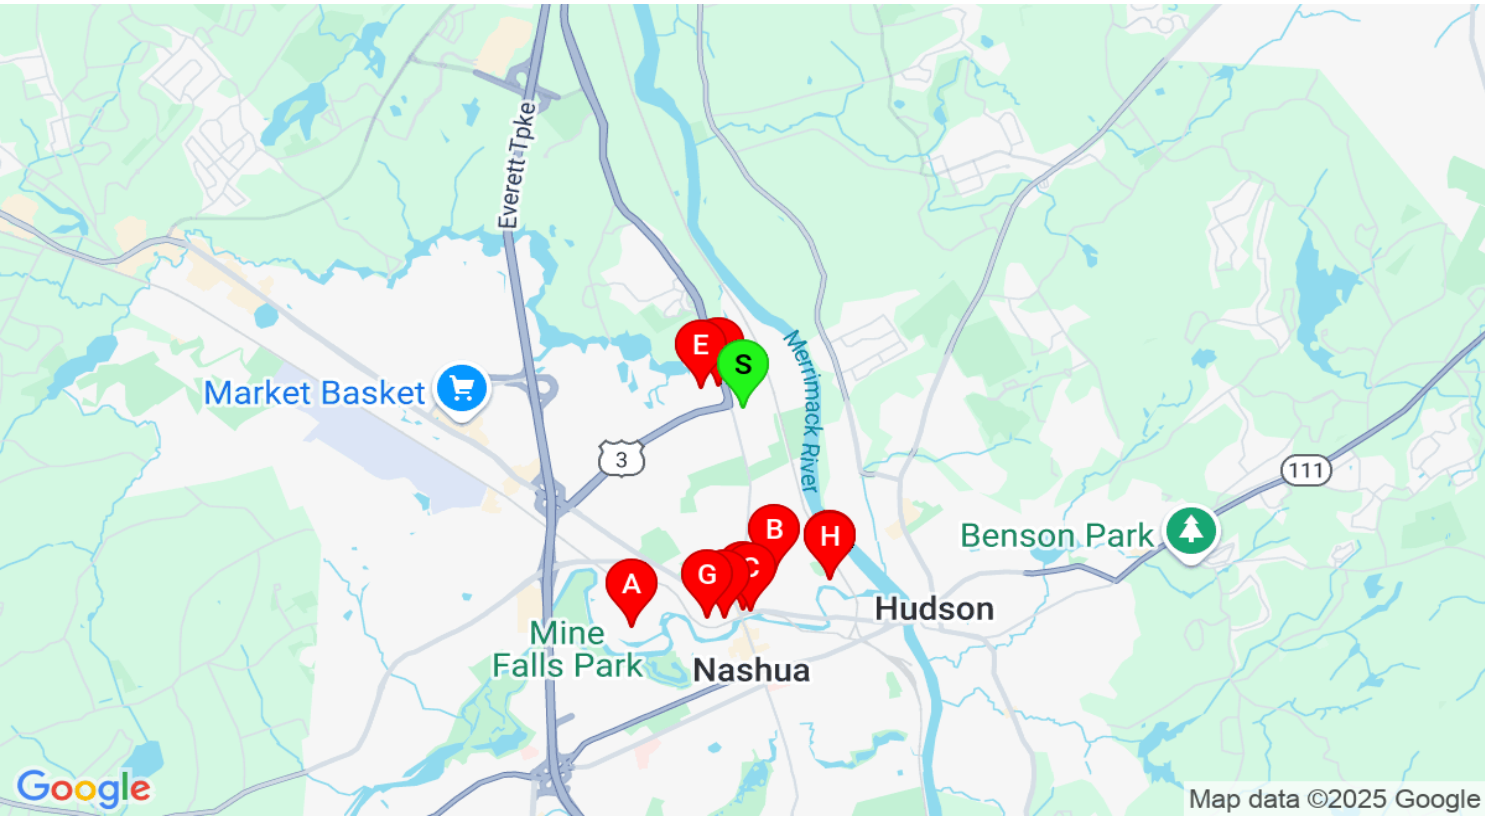 Everett Tpke
Merrimack River
E
S
Market Basket
3
111
B
H
Benson Park
C
G
A
Hudson
Mine
Falls Park
Nashua
Google
Map data ©2025 Google